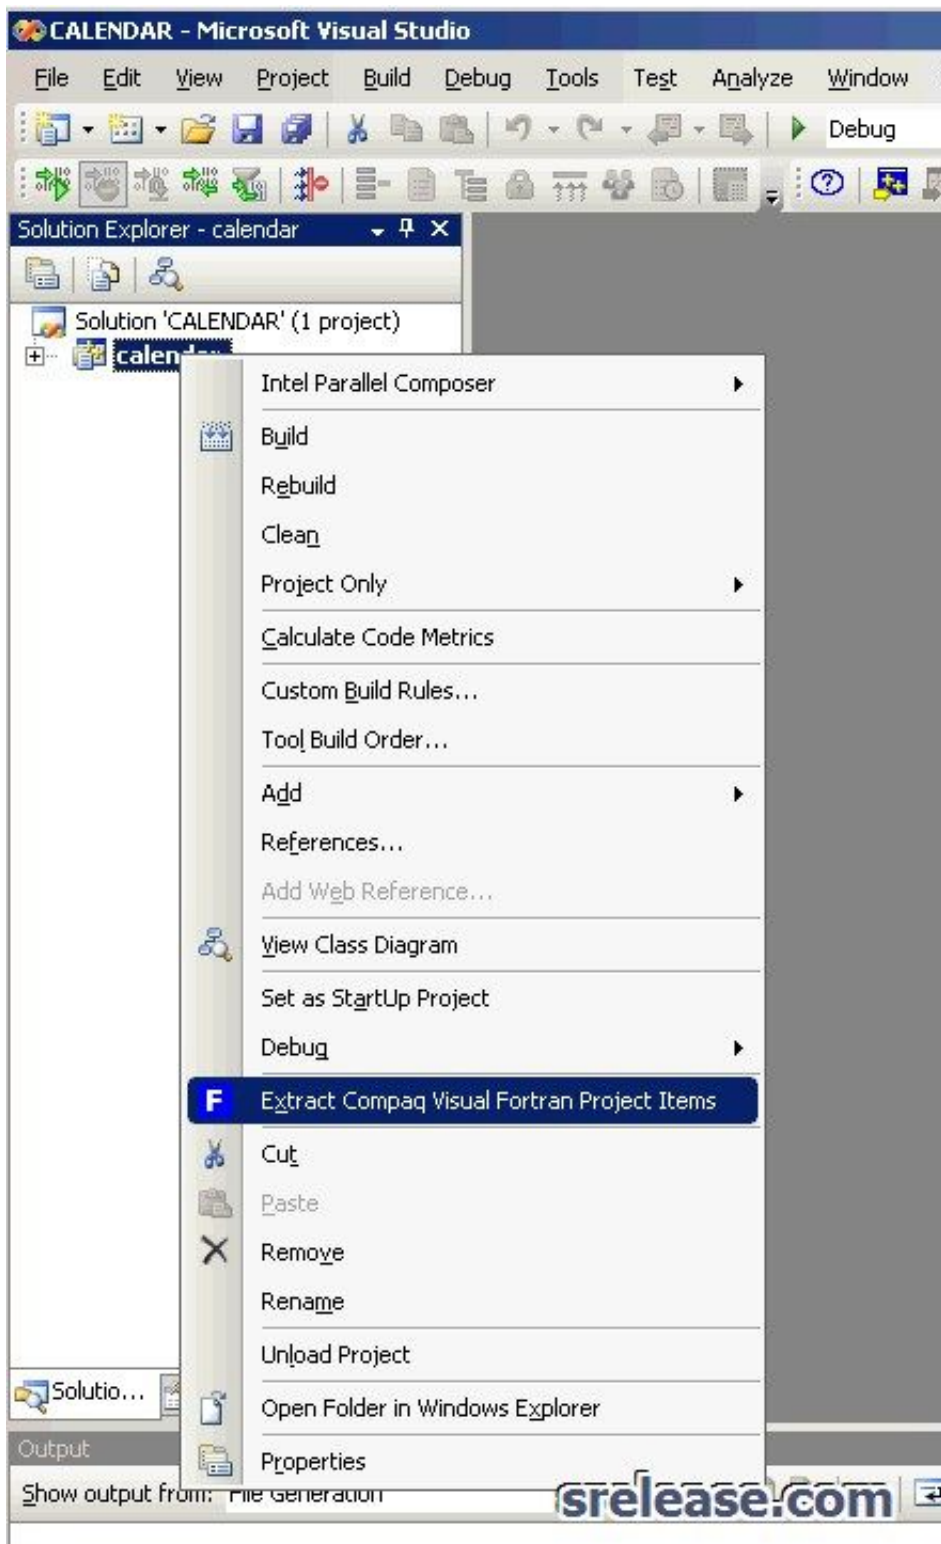 CALENDAR - Microsoft Visual Studio
File Edit View Project Build Debug Tools Test Analyze Window
Debug
Solution Explorer - calendar
Solution 'CALENDAR' (1 project)
calendar
Intel Parallel Composer
Build
Rebuild
Clean
Project Only
Calculate Code Metrics
Custom Build Rules...
Tool Build Order...
Add
References...
Add Web Reference...
View Class Diagram
Set as StartUp Project
Debug
F Extract Compaq Visual Fortran Project Items
Cut
Paste
Remove
Rename
Unload Project
Solutio...
Open Folder in Windows Explorer
Output
Properties
Show output from: File Generation
srelease.com